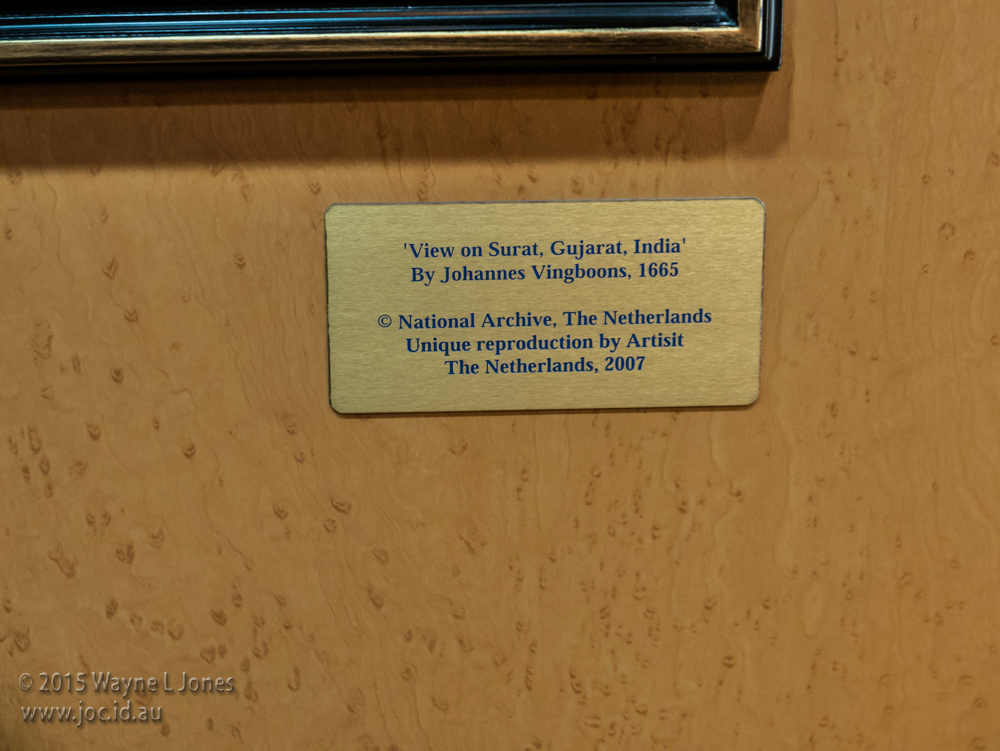 'View on Surat, Gujarat, India'
By Johannes Vingboons, 1665
© National Archive, The Netherlands
Unique reproduction by Artisit
The Netherlands, 2007
© 2015 Wayne L Jones
www.joc.id.au